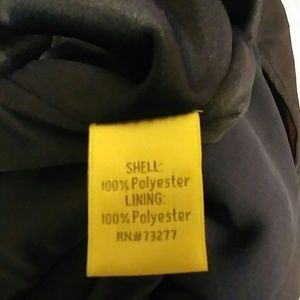 SHELL:
100% Polyester
LINING:
100% Polyester
RN#73277